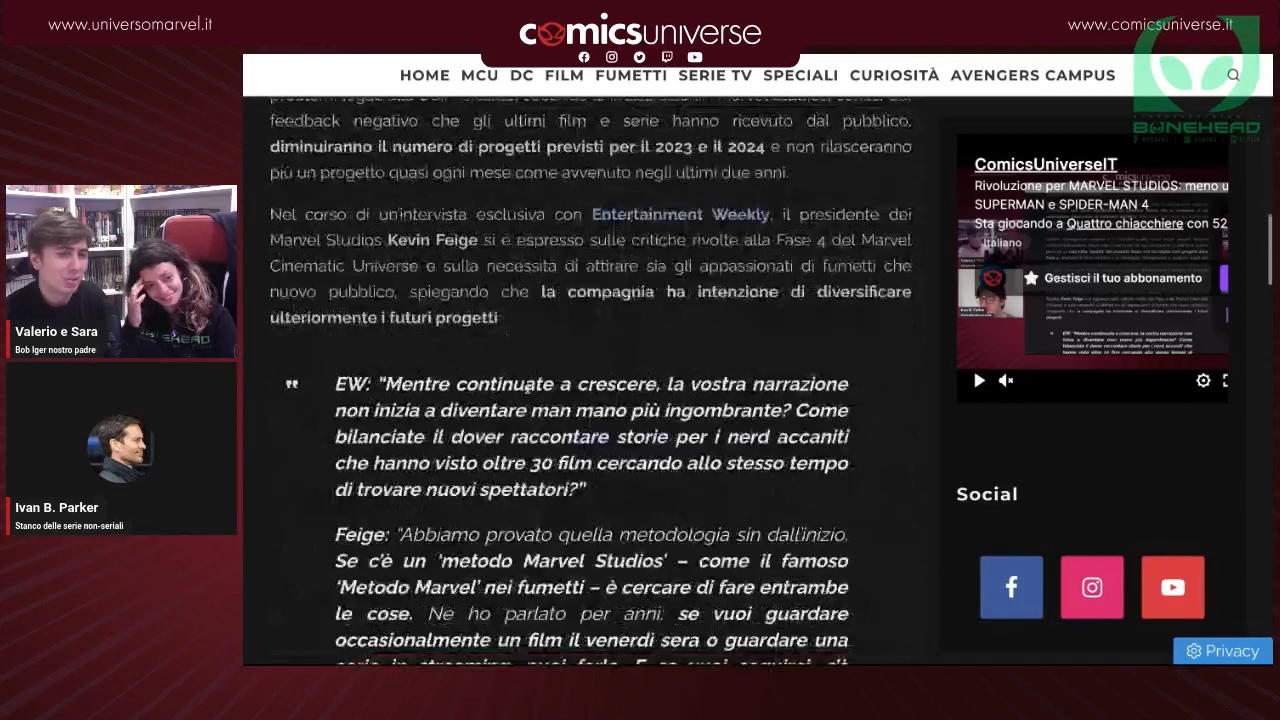 www.universomarvel.it
comicsuniverse
www.comicsuniverse.it
HOME MCU DC FILM FUMETTI SERIE TV SPECIALI CURIOSITÀ AVENGERS CAMPUS
BONEHEAD
feedback negativo che gli ultimi film e serie hanno ricevuto dal pubblico,
diminuiranno il numero di progetti previsti per il 2023 e il 2024 e non rilasceranno
più un progetto quasi ogni mese come avvenuto negli ultimi due anni.
Nel corso di un'intervista esclusiva con Entertainment Weekly, il presidente dei
Marvel Studios Kevin Feige si è espresso sulle critiche rivolte alla Fase 4 del Marvel
Cinematic Universe e sulla necessità di attirare sia gli appassionati di fumetti che
nuovo pubblico, spiegando che la compagnia ha intenzione di diversificare
ulteriormente i futuri progetti
EW: "Mentre continuate a crescere, la vostra narrazione
non inizia a diventare man mano più ingombrante? Come
bilanciate il dover raccontare storie per i nerd accaniti
che hanno visto oltre 30 film cercando allo stesso tempo
di trovare nuovi spettatori?"
Feige: "Abbiamo provato quella metodologia sin dall'inizio.
Se c'è un 'metodo Marvel Studios' – come il famoso
'Metodo Marvel' nei fumetti – è cercare di fare entrambe
le cose. Ne ho parlato per anni: se vuoi guardare
occasionalmente un film il venerdì sera o guardare una
Valerio e Sara
Bob Iger nostro padre
BONEHEAD
Ivan B. Parker
Stanco delle serie non-seriali
ComicsUniverseIT
Rivoluzione per MARVEL STUDIOS: meno u
SUPERMAN e SPIDER-MAN 4
Sta giocando a Quattro chiacchiere con 52
Italiano
Gestisci il tuo abbonamento
Social
Privacy